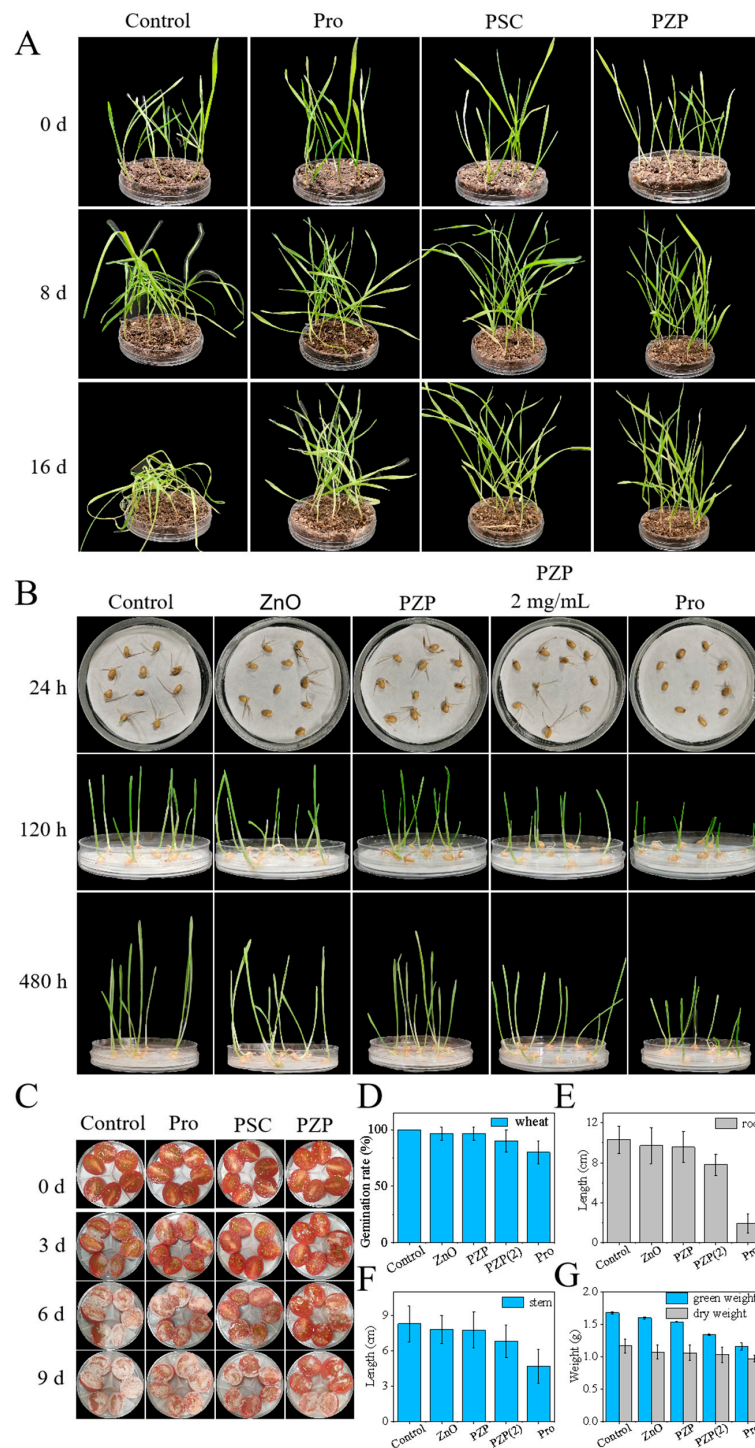 A
Control Pro PSC PZP
0 d
8 d
16 d
B
Control ZnO PZP PZP 2 mg/mL Pro
24 h
120 h
480 h
C
Control Pro PSC PZP
0 d
3 d
6 d
9 d
D
wheat
Gemination rate (%)
100
75
50
25
0
Control ZnO PZP PZP(2) Pro
E
Length (cm)
12
8
4
0
Control ZnO PZP PZP(2) Pro
F
stem
Length (cm)
9
6
3
0
Control ZnO PZP PZP(2) Pro
G
green weight
dry weight
Weight (g)
2.0
1.5
1.0
0.5
0.0
Control ZnO PZP PZP(2) Pro